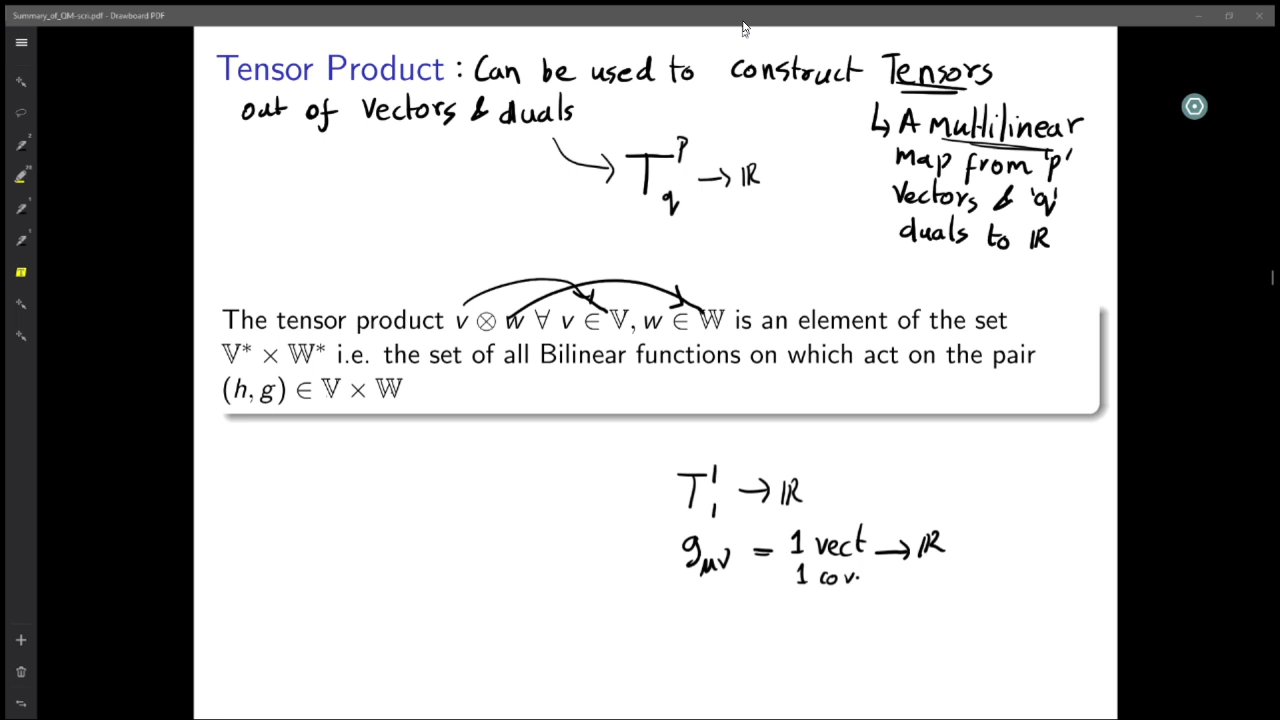 Summary_of_QM-scri.pdf - Drawboard PDF
Tensor Product : Can be used to construct Tensors
out of Vectors & duals
↳ A Multilinear
Map from 'p'
Vectors & 'q'
duals to ℝ
T^p_q → ℝ
The tensor product v ⊗ w ∀ v ∈ 𝕍, w ∈ 𝕎 is an element of the set
𝕍* × 𝕎* i.e. the set of all Bilinear functions on which act on the pair
(h, g) ∈ 𝕍 × 𝕎
T^1_1 → ℝ
g_μν = 1 vect → ℝ
1 cov.